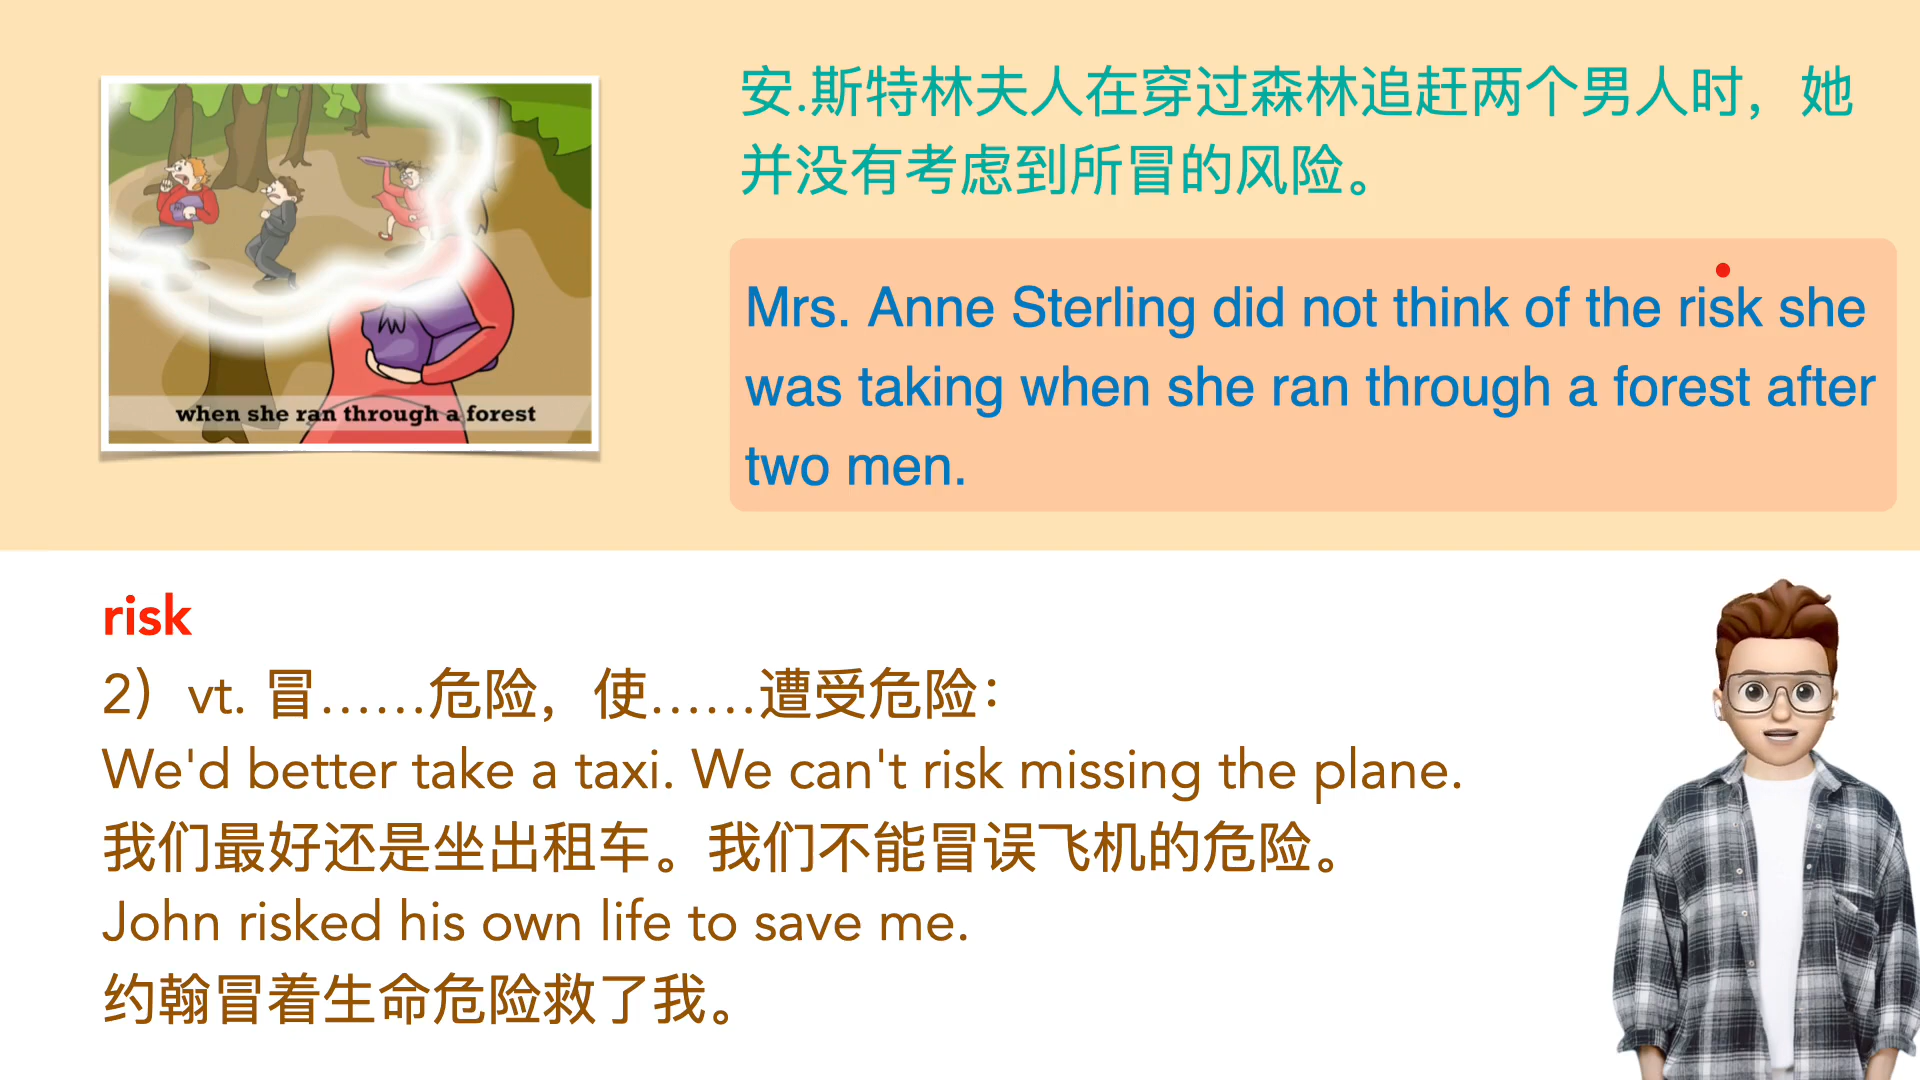 安.斯特林夫人在穿过森林追赶两个男人时，她
并没有考虑到所冒的风险。
Mrs. Anne Sterling did not think of the risk she
was taking when she ran through a forest after
two men.
when she ran through a forest
risk
2）vt. 冒……危险，使……遭受危险：
We'd better take a taxi. We can't risk missing the plane.
我们最好还是坐出租车。我们不能冒误飞机的危险。
John risked his own life to save me.
约翰冒着生命危险救了我。